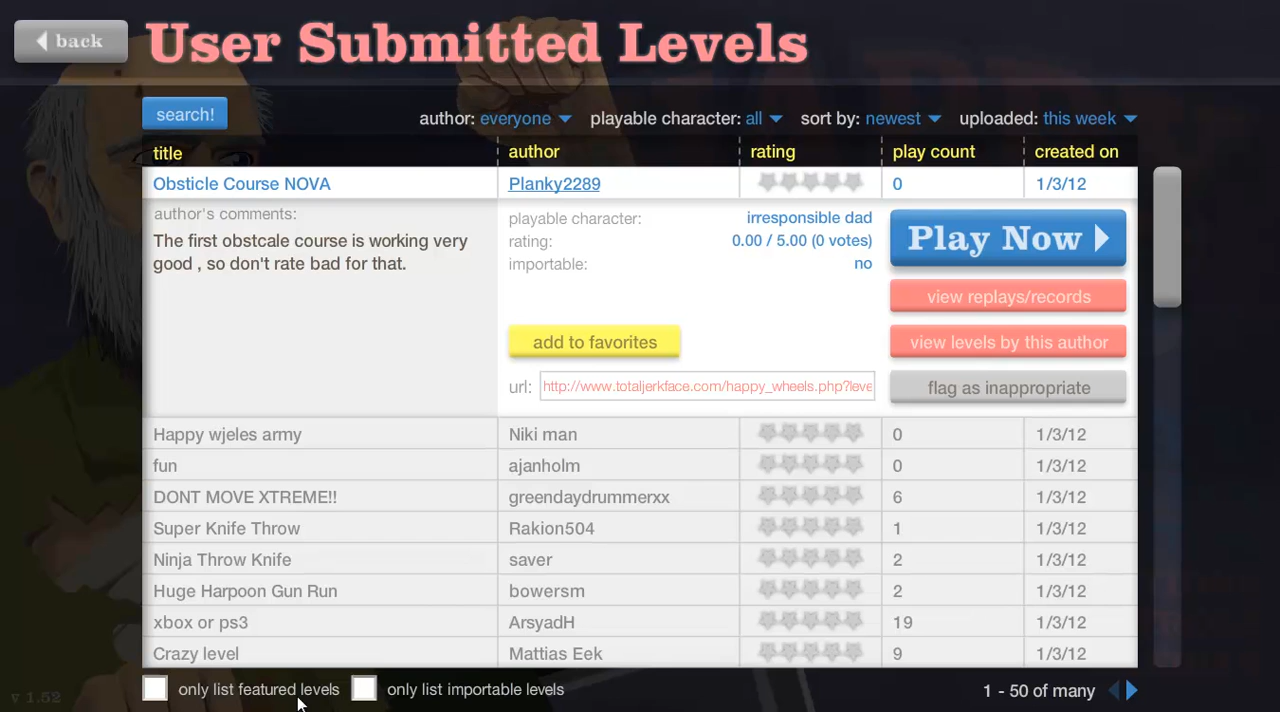 back
User Submitted Levels
search!
author: everyone playable character: all sort by: newest uploaded: this week
title author rating play count created on
Obsticle Course NOVA Planky2289 0 1/3/12
author's comments:
The first obstcale course is working very
good , so don't rate bad for that.
playable character: irresponsible dad
rating: 0.00 / 5.00 (0 votes)
importable: no
add to favorites
url: http://www.totaljerkface.com/happy_wheels.php?leve
Play Now
view replays/records
view levels by this author
flag as inappropriate
Happy wjeles army Niki man 0 1/3/12
fun ajanholm 0 1/3/12
DONT MOVE XTREME!! greendaydrummerxx 6 1/3/12
Super Knife Throw Rakion504 1 1/3/12
Ninja Throw Knife saver 2 1/3/12
Huge Harpoon Gun Run bowersm 2 1/3/12
xbox or ps3 ArsyadH 19 1/3/12
Crazy level Mattias Eek 9 1/3/12
only list featured levels only list importable levels 1 - 50 of many
v 1.52